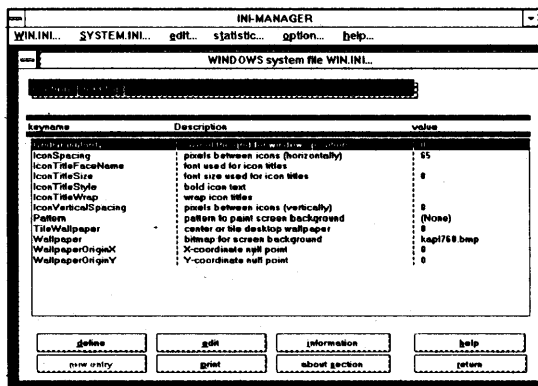 INI-MANAGER
WIN.INI... SYSTEM.INI... edit... statistic... option... help...
WINDOWS system file WIN.INI...
keyname Description value
IconSpacing pixels between icons (horizontally) 65
IconTitleFaceName font used for icon titles
IconTitleSize font size used for icon titles 0
IconTitleStyle bold icon text
IconTitleWrap wrap icon titles
IconVerticalSpacing pixels between icons (vertically) 0
Pattern pattern to paint screen background (None)
TileWallpaper center or tile desktop wallpaper 0
Wallpaper bitmap for screen background kapl760.bmp
WallpaperOriginX X-coordinate null point 0
WallpaperOriginY Y-coordinate null point 0
define edit information help
new entry print about section return